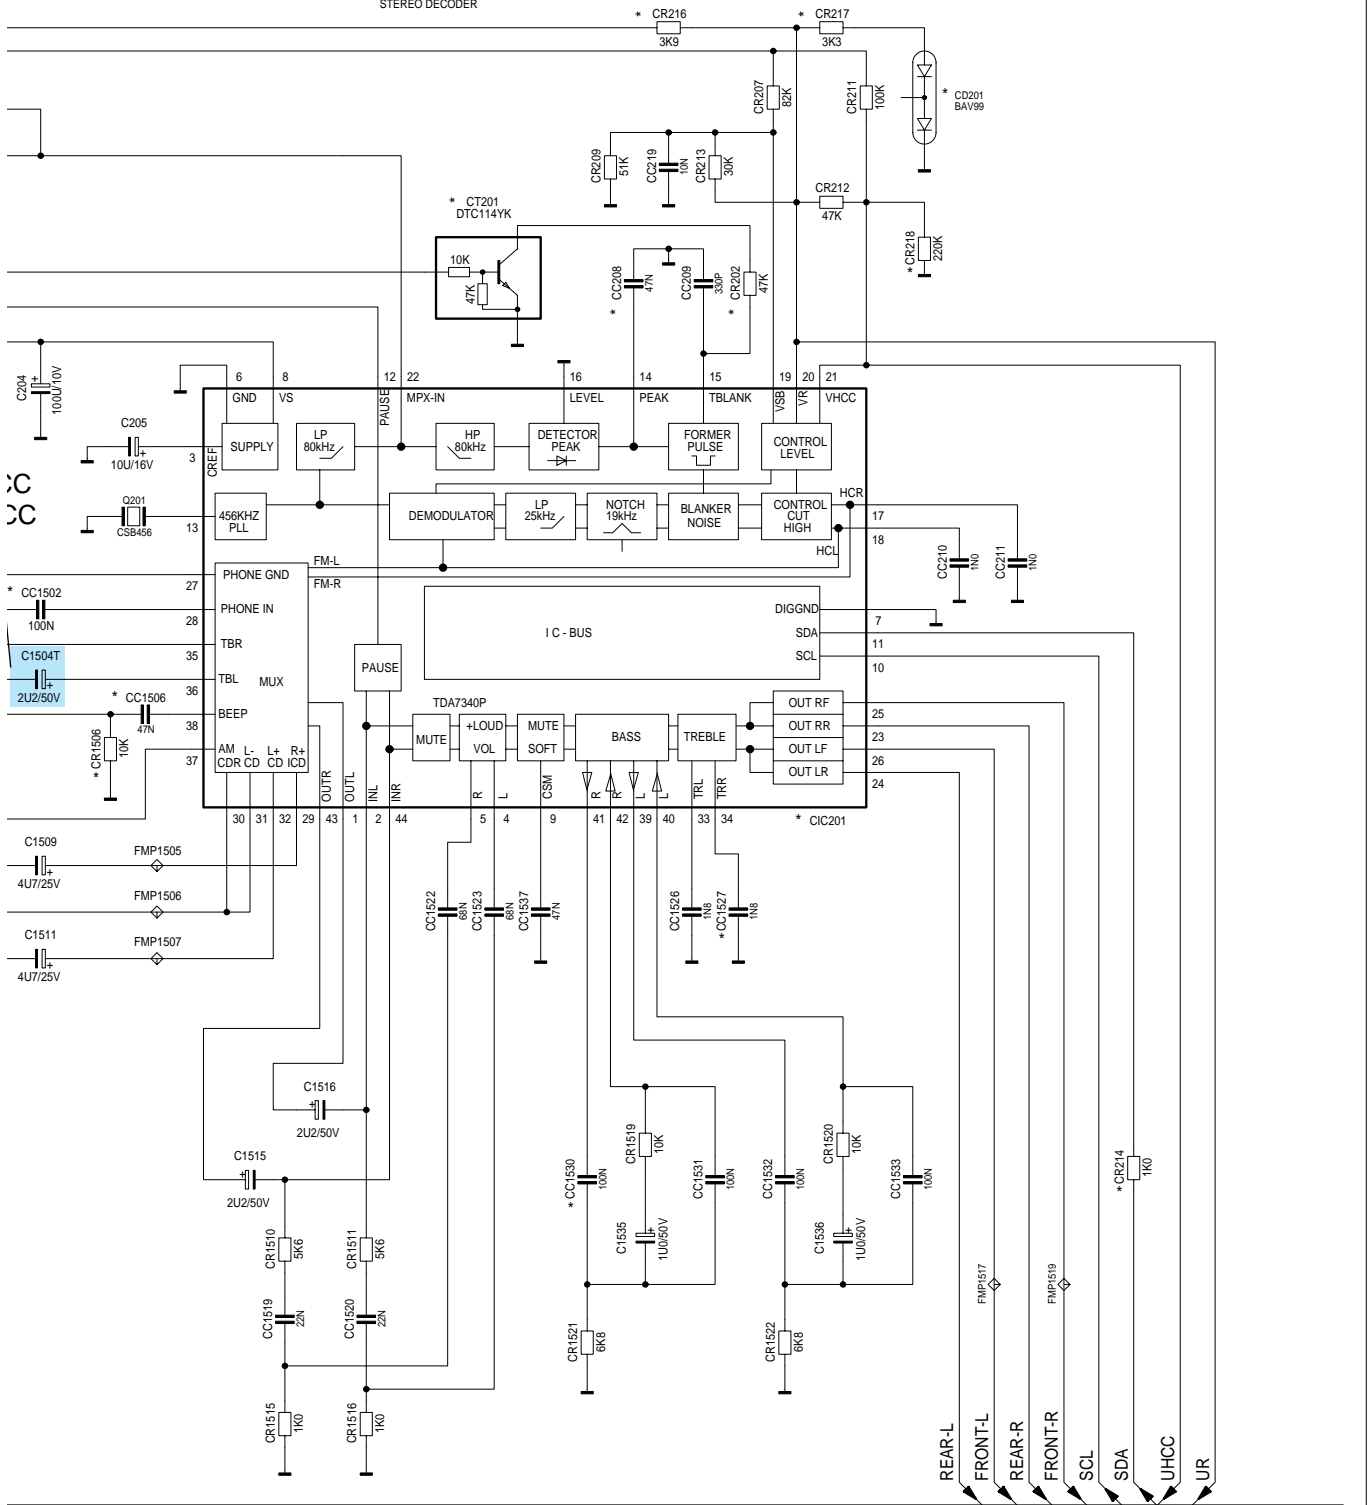 STEREO DECODER
* CR216
3K9
* CR217
3K3
CR207
82K
CR211
100K
* CD201
BAV99
CR209
51K
CC219
10N
CR213
30K
CR212
47K
* CR218
220K
* CT201
DTC114YK
10K
47K
* CC208
47N
CC209
330P
* CR202
47K
C204
+
100U/10V
6
8
12
22
16
14
15
19
20
21
GND
VS
PAUSE
MPX-IN
LEVEL
PEAK
TBLANK
VSB
VR
VHCC
C205
+
10U/16V
3
CREF
SUPPLY
LP
80kHz
HP
80kHz
DETECTOR
PEAK
FORMER
PULSE
CONTROL
LEVEL
CC
CC
Q201
CSB456
13
456KHZ
PLL
DEMODULATOR
LP
25kHz
NOTCH
19kHz
BLANKER
NOISE
CONTROL
CUT
HIGH
HCR
17
18
HCL
CC210
1N0
CC211
1N0
FM-L
FM-R
27
PHONE GND
* CC1502
100N
28
PHONE IN
35
TBR
C1504T
+
2U2/50V
36
TBL
MUX
* CC1506
47N
38
BEEP
* CR1506
10K
37
AM
CDR
L-
CD
L+
CD
R+
ICD
I C - BUS
DIGGND
7
SDA
11
SCL
10
PAUSE
TDA7340P
MUTE
+LOUD
VOL
MUTE
SOFT
BASS
TREBLE
OUT RF
25
OUT RR
23
OUT LF
26
OUT LR
24
OUTR
OUTL
INL
INR
R
L
CSM
R
R
L
L
TRL
TRR
30
31
32
29
43
1
2
44
5
4
9
41
42
39
40
33
34
* CIC201
C1509
+
4U7/25V
FMP1505
FMP1506
C1511
+
4U7/25V
FMP1507
CC1522
68N
CC1523
68N
CC1537
47N
CC1526
1N8
* CC1527
1N8
C1516
+
2U2/50V
C1515
+
2U2/50V
CR1510
5K6
CR1511
5K6
CC1519
22N
CC1520
22N
CR1515
1K0
CR1516
1K0
* CC1530
100N
CR1519
10K
CC1531
100N
C1535
+
1U0/50V
CR1521
6K8
CC1532
100N
CR1520
10K
CC1533
100N
C1536
+
1U0/50V
CR1522
6K8
* CR214
1K0
FMP1517
FMP1519
REAR-L
FRONT-L
REAR-R
FRONT-R
SCL
SDA
UHCC
UR